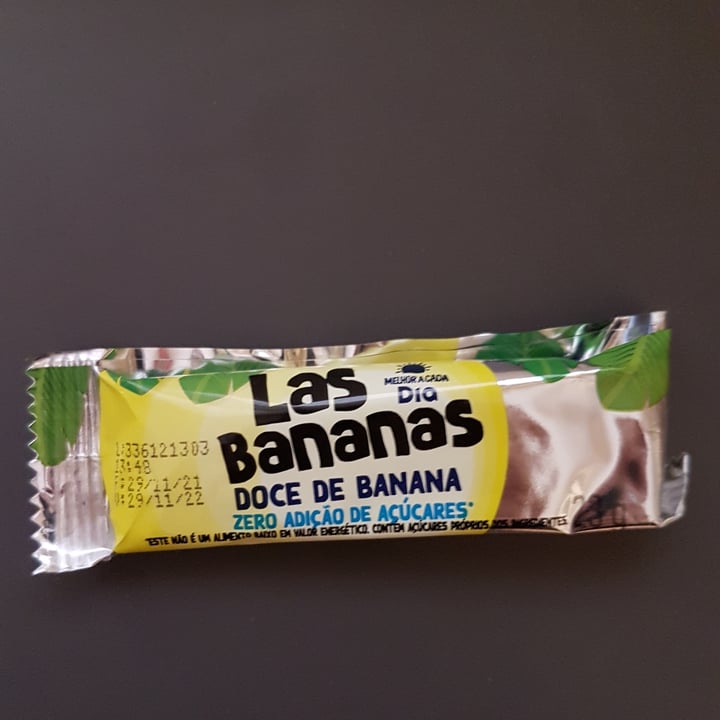 Las
MELHOR A CADA
Dia
Bananas
L:336121303
13:48
F:29/11/21
V:29/11/22
DOCE DE BANANA
ZERO ADIÇÃO DE AÇÚCARES*
*ESTE NÃO É UM ALIMENTO BAIXO EM VALOR ENERGÉTICO. CONTÉM AÇÚCARES PRÓPRIOS DOS INGREDIENTES.